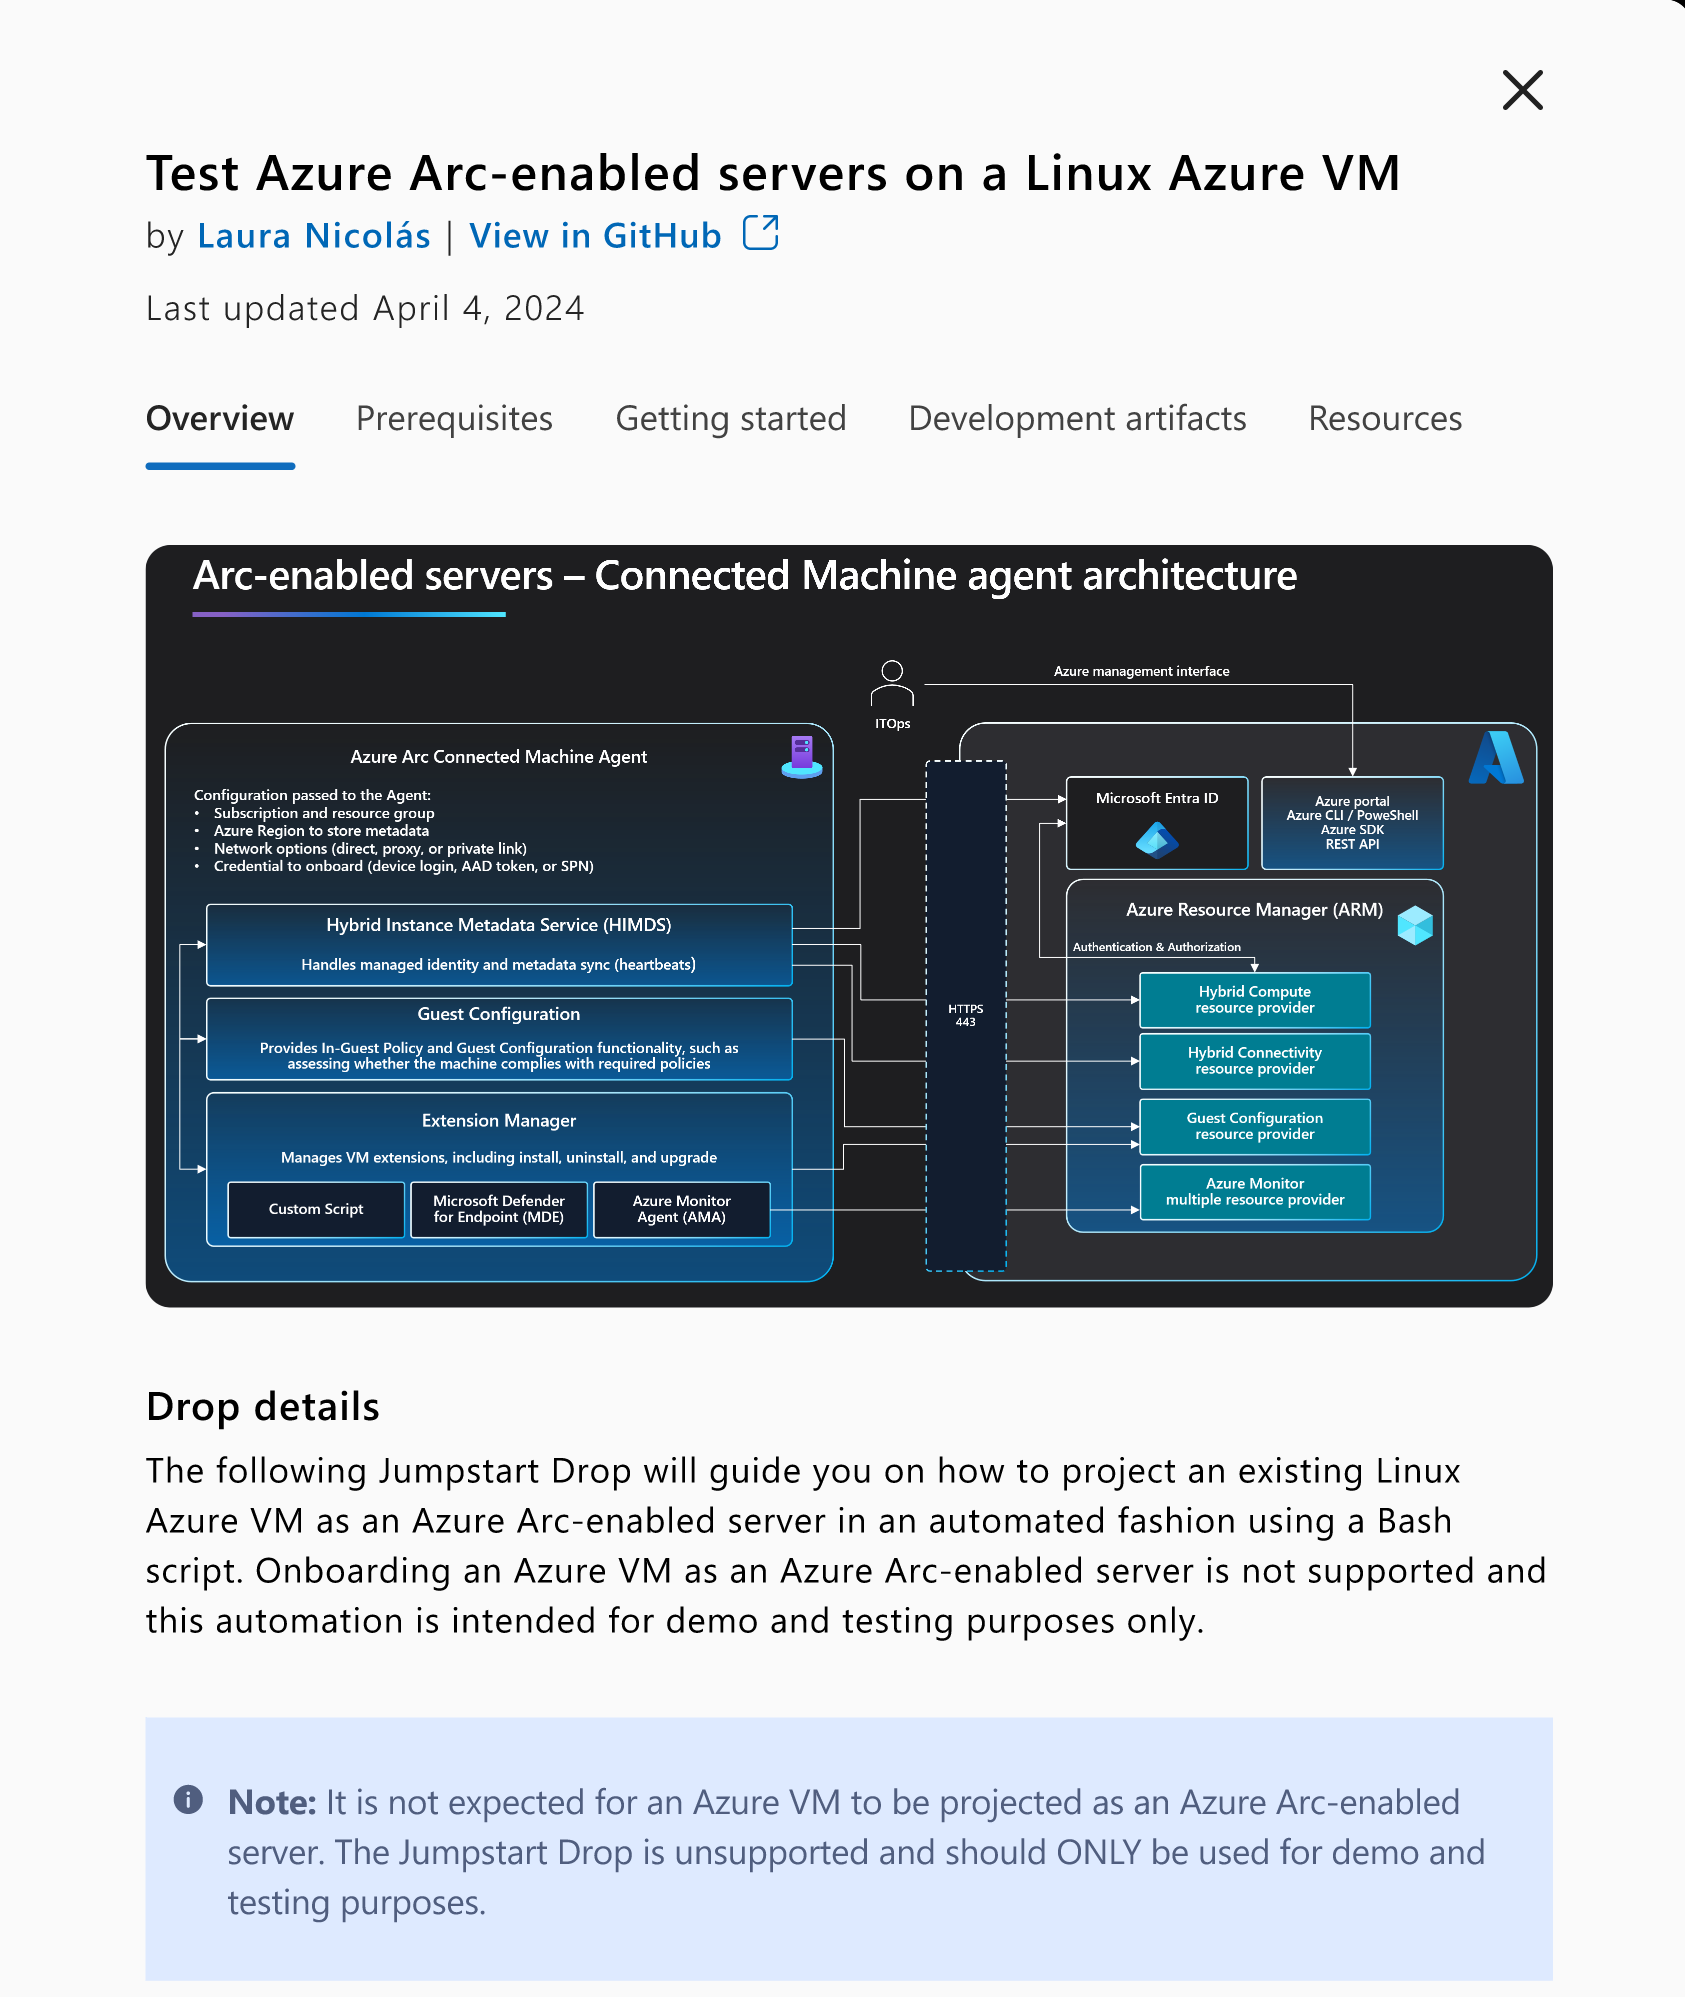 Test Azure Arc-enabled servers on a Linux Azure VM
by Laura Nicolás | View in GitHub
Last updated April 4, 2024
Overview Prerequisites Getting started Development artifacts Resources
Arc-enabled servers – Connected Machine agent architecture
Azure management interface
ITOps
Azure Arc Connected Machine Agent
Configuration passed to the Agent:
• Subscription and resource group
• Azure Region to store metadata
• Network options (direct, proxy, or private link)
• Credential to onboard (device login, AAD token, or SPN)
Hybrid Instance Metadata Service (HIMDS)
Handles managed identity and metadata sync (heartbeats)
Guest Configuration
Provides In-Guest Policy and Guest Configuration functionality, such as
assessing whether the machine complies with required policies
Extension Manager
Manages VM extensions, including install, uninstall, and upgrade
Custom Script
Microsoft Defender
for Endpoint (MDE)
Azure Monitor
Agent (AMA)
HTTPS
443
Microsoft Entra ID
Azure portal
Azure CLI / PoweShell
Azure SDK
REST API
Azure Resource Manager (ARM)
Authentication & Authorization
Hybrid Compute
resource provider
Hybrid Connectivity
resource provider
Guest Configuration
resource provider
Azure Monitor
multiple resource provider
Drop details
The following Jumpstart Drop will guide you on how to project an existing Linux
Azure VM as an Azure Arc-enabled server in an automated fashion using a Bash
script. Onboarding an Azure VM as an Azure Arc-enabled server is not supported and
this automation is intended for demo and testing purposes only.
Note: It is not expected for an Azure VM to be projected as an Azure Arc-enabled
server. The Jumpstart Drop is unsupported and should ONLY be used for demo and
testing purposes.